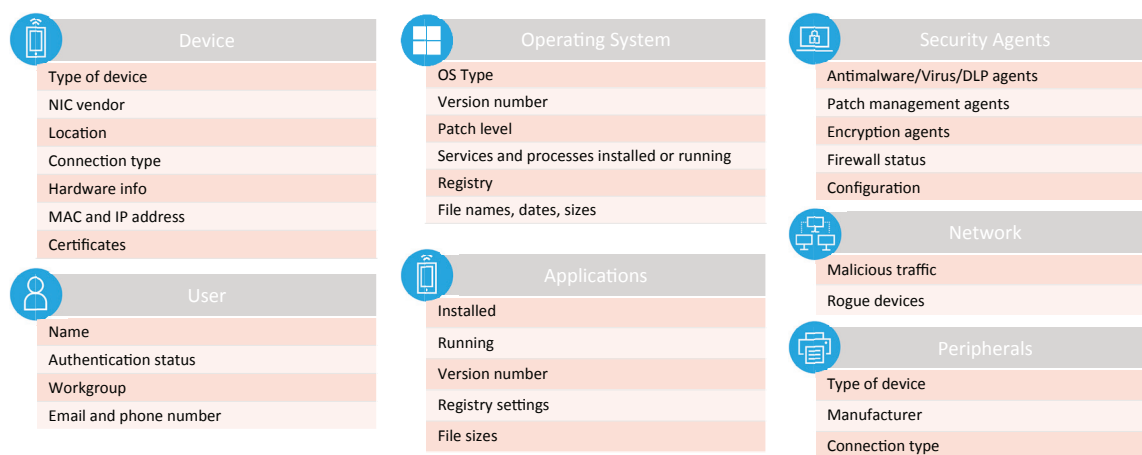 Device
Type of device
NIC vendor
Location
Connection type
Hardware info
MAC and IP address
Certificates
User
Name
Authentication status
Workgroup
Email and phone number
Operating System
OS Type
Version number
Patch level
Services and processes installed or running
Registry
File names, dates, sizes
Applications
Installed
Running
Version number
Registry settings
File sizes
Security Agents
Antimalware/Virus/DLP agents
Patch management agents
Encryption agents
Firewall status
Configuration
Network
Malicious traffic
Rogue devices
Peripherals
Type of device
Manufacturer
Connection type